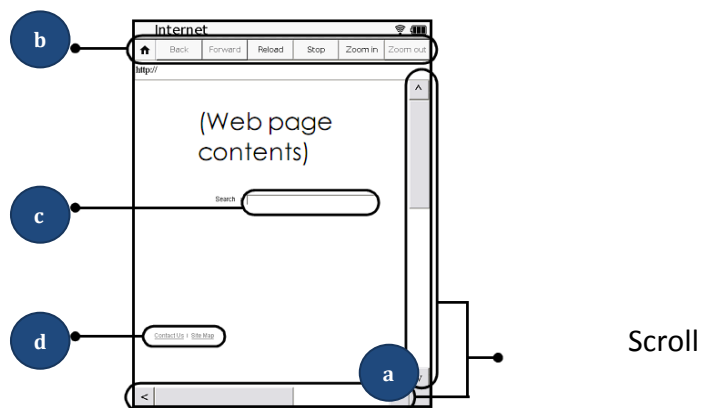 Internet
b
Back Forward Reload Stop Zoom in Zoom out
http://
^
(Web page
contents)
Search
c
Contact Us | Site Map
d
Scroll
a
<